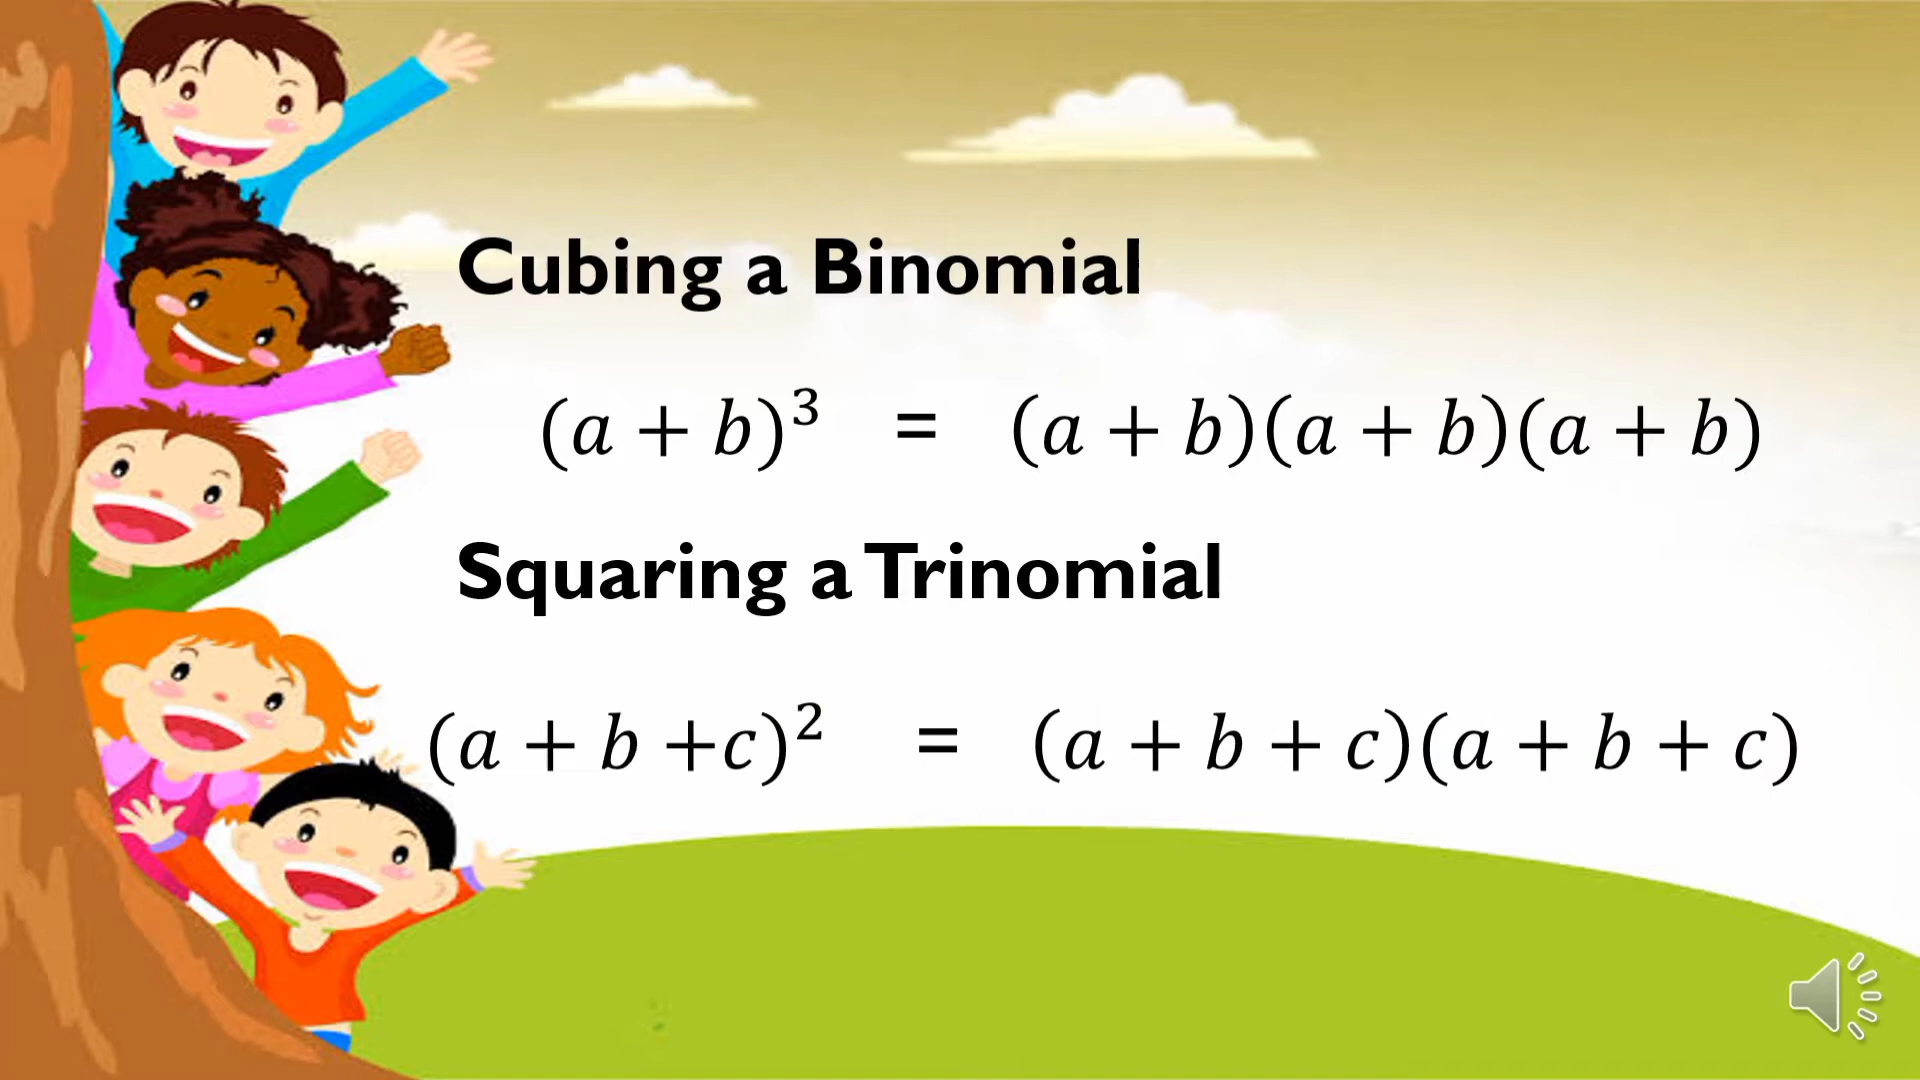 Cubing a Binomial
(a + b)³ = (a + b)(a + b)(a + b)
Squaring a Trinomial
(a + b +c)² = (a + b + c)(a + b + c)